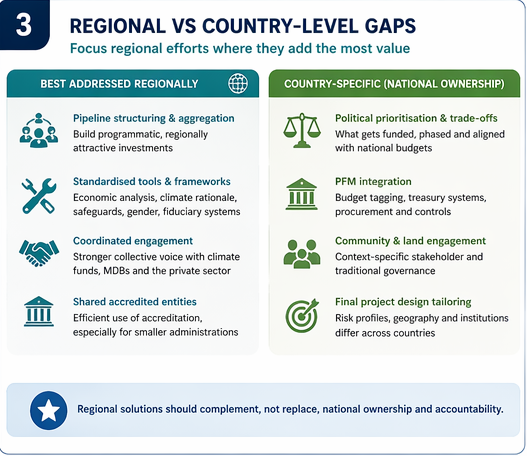 3
REGIONAL VS COUNTRY-LEVEL GAPS
Focus regional efforts where they add the most value
BEST ADDRESSED REGIONALLY
Pipeline structuring & aggregation
Build programmatic, regionally
attractive investments
Standardised tools & frameworks
Economic analysis, climate rationale,
safeguards, gender, fiduciary systems
Coordinated engagement
Stronger collective voice with climate
funds, MDBs and the private sector
Shared accredited entities
Efficient use of accreditation,
especially for smaller administrations
COUNTRY-SPECIFIC (NATIONAL OWNERSHIP)
Political prioritisation & trade-offs
What gets funded, phased and aligned
with national budgets
PFM integration
Budget tagging, treasury systems,
procurement and controls
Community & land engagement
Context-specific stakeholder and
traditional governance
Final project design tailoring
Risk profiles, geography and institutions
differ across countries
Regional solutions should complement, not replace, national ownership and accountability.